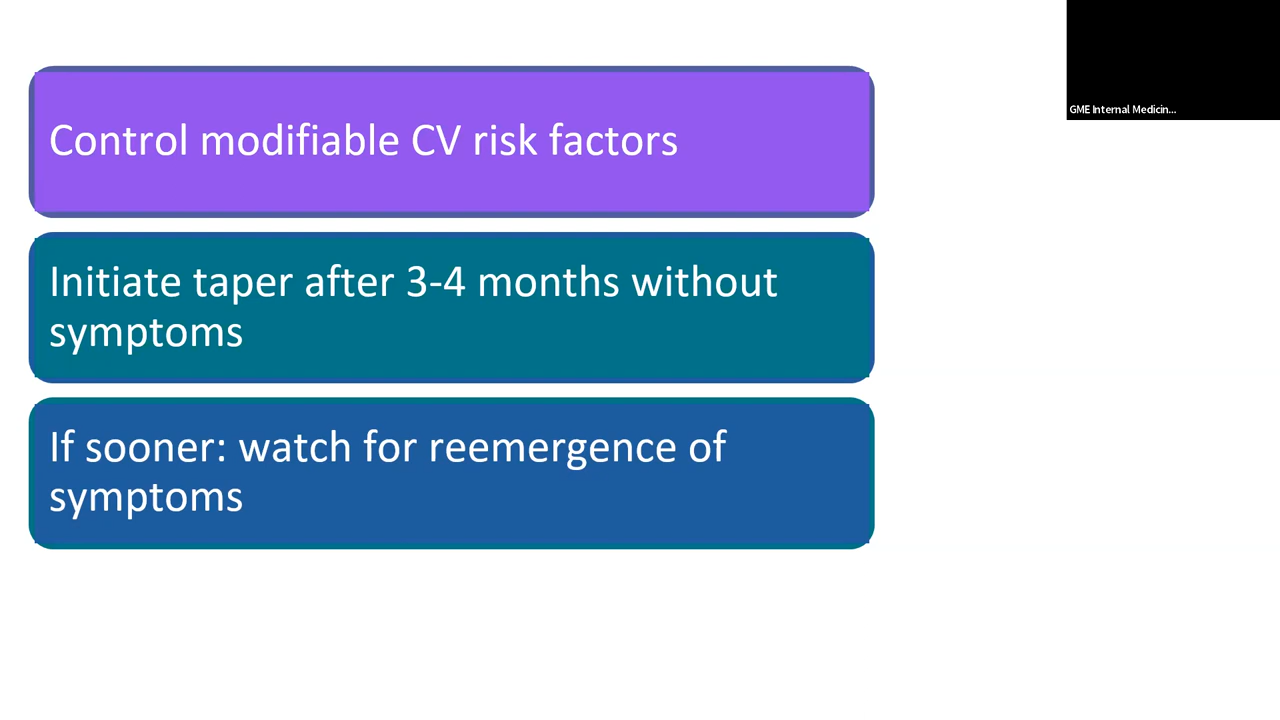 GME Internal Medicin...
Control modifiable CV risk factors
Initiate taper after 3-4 months without
symptoms
If sooner: watch for reemergence of
symptoms